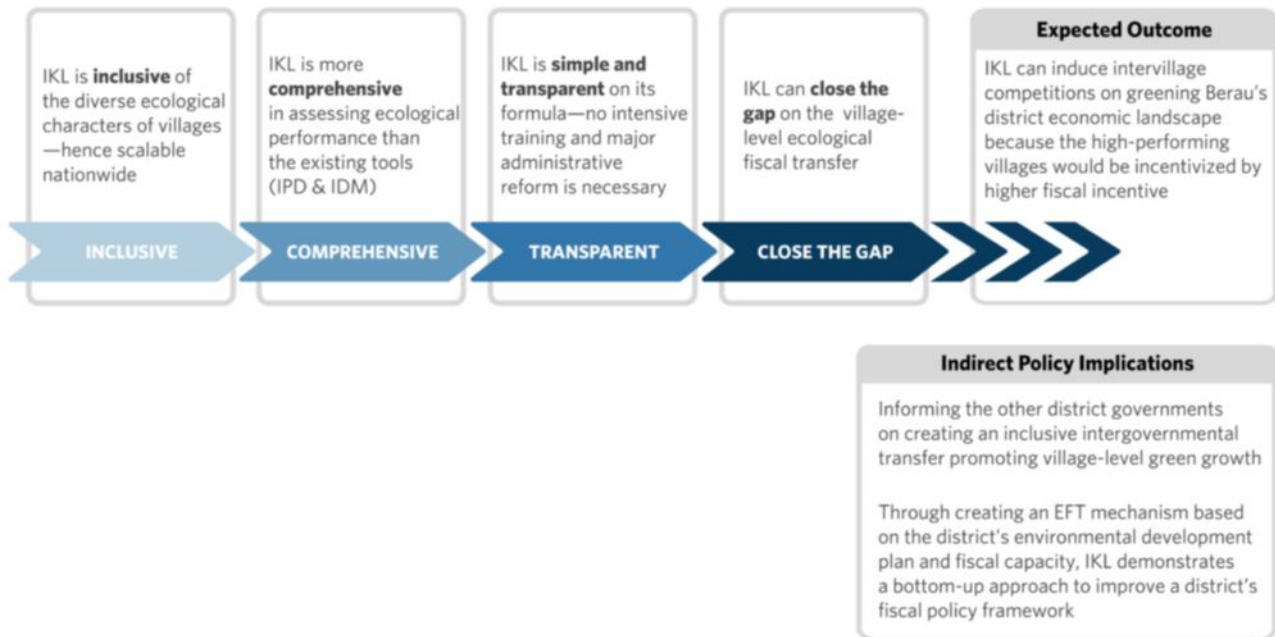 IKL is inclusive of
the diverse ecological
characters of villages
—hence scalable
nationwide
INCLUSIVE
IKL is more
comprehensive
in assessing ecological
performance than
the existing tools
(IPD & IDM)
COMPREHENSIVE
IKL is simple and
transparent on its
formula—no intensive
training and major
administrative
reform is necessary
TRANSPARENT
IKL can close the
gap on the village-
level ecological
fiscal transfer
CLOSE THE GAP
Expected Outcome
IKL can induce intervillage
competitions on greening Berau's
district economic landscape
because the high-performing
villages would be incentivized by
higher fiscal incentive
Indirect Policy Implications
Informing the other district governments
on creating an inclusive intergovernmental
transfer promoting village-level green growth
Through creating an EFT mechanism based
on the district's environmental development
plan and fiscal capacity, IKL demonstrates
a bottom-up approach to improve a district's
fiscal policy framework